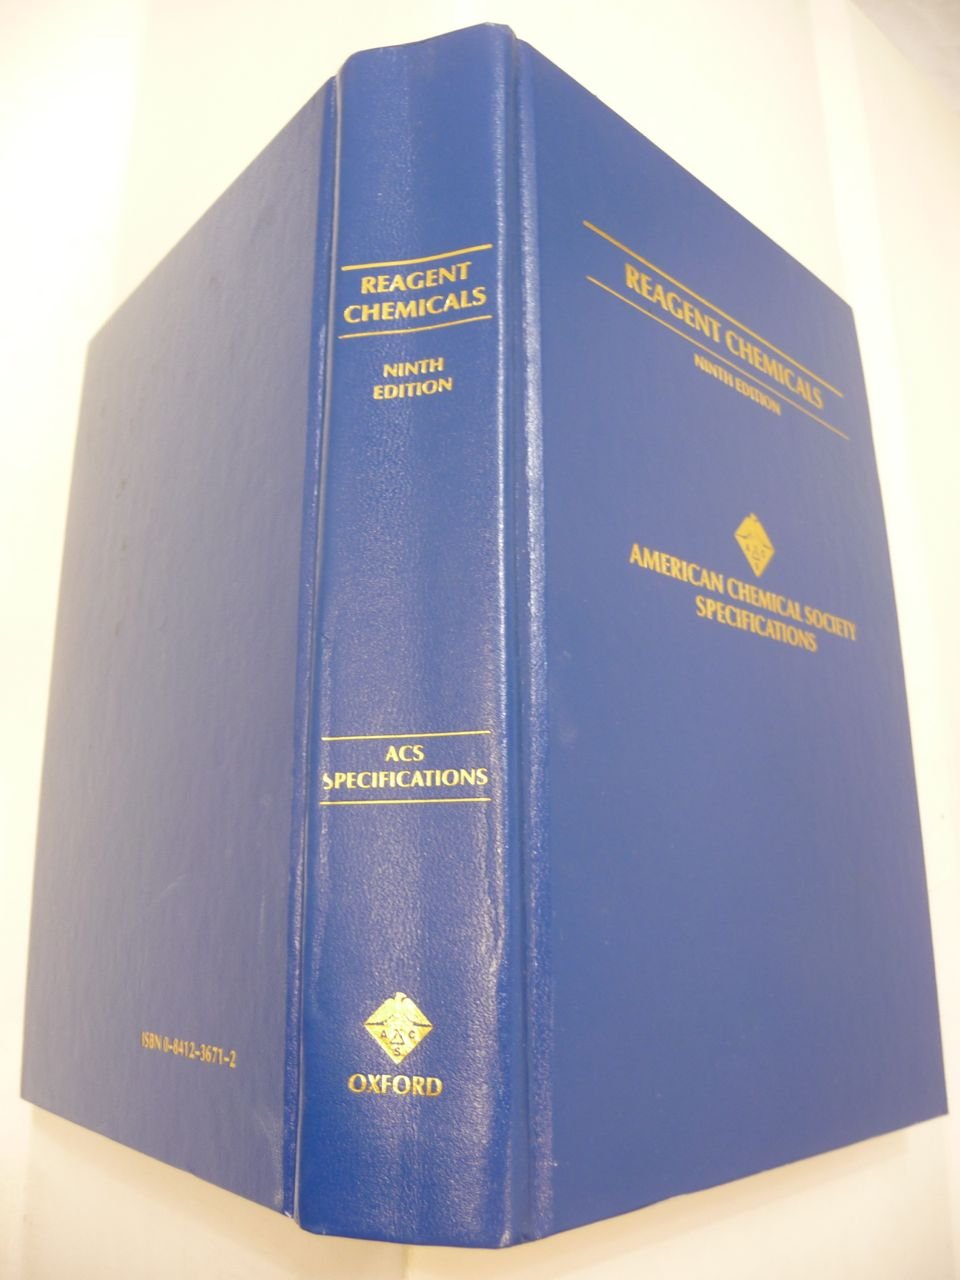 REAGENT
CHEMICALS
NINTH
EDITION
ACS
SPECIFICATIONS
A C
S
OXFORD
REAGENT CHEMICALS
NINTH EDITION
AMERICAN CHEMICAL SOCIETY
SPECIFICATIONS
ISBN 0-8412-3671-2